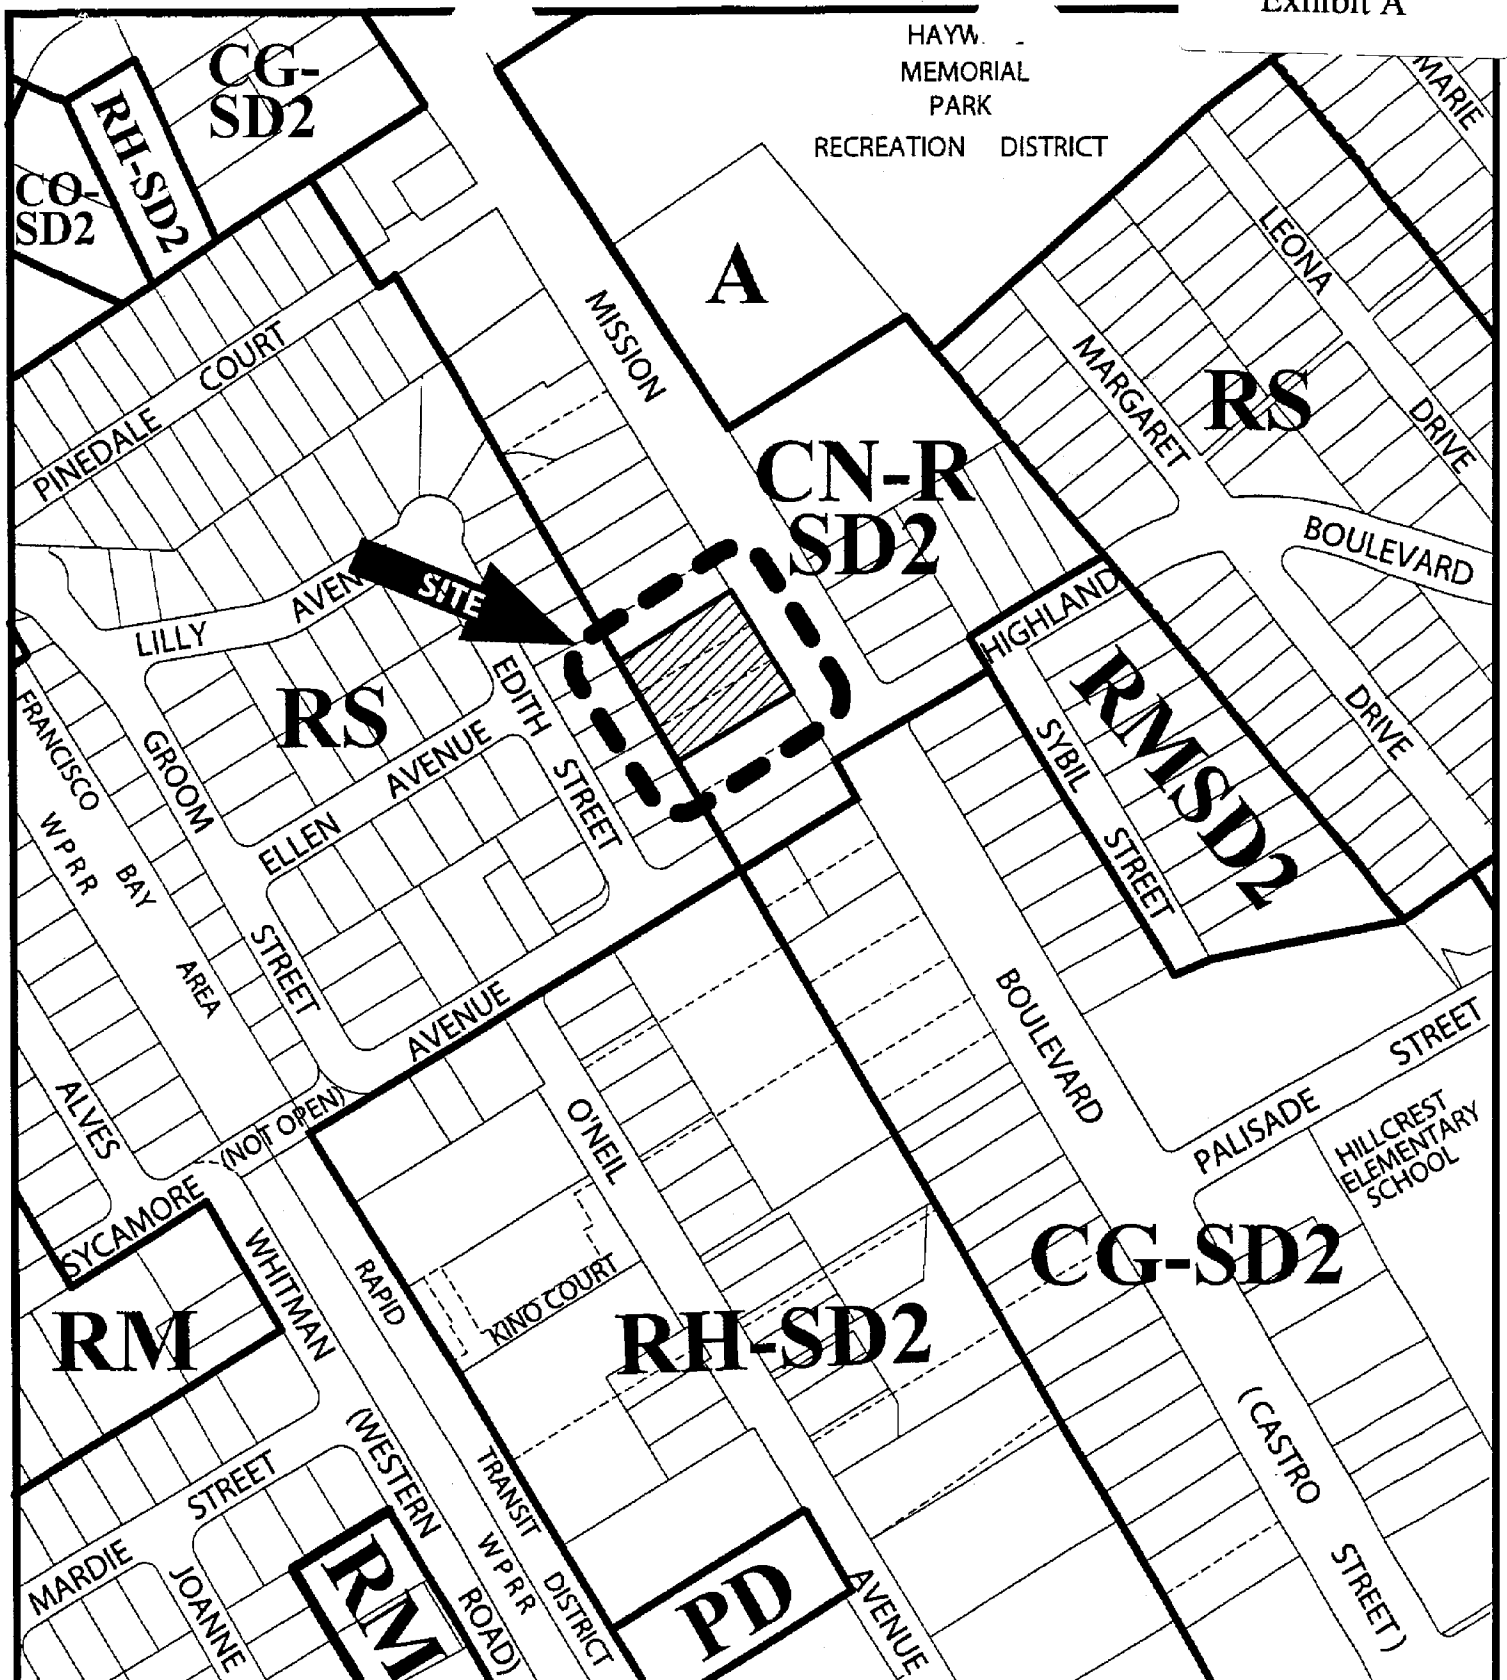 Exhibit A
HAYW
MEMORIAL
PARK
RECREATION DISTRICT
MARIE
CG-
SD2
RH-SD2
CO-
SD2
LEONA
DRIVE
A
MISSION
MARGARET
RS
PINEDALE COURT
CN-R
SD2
BOULEVARD
SITE
LILLY AVEN
HIGHLAND
RMSD2
DRIVE
SYBIL
STREET
RS
EDITH
STREET
ELLEN AVENUE
GROOM
STREET
FRANCISCO
BAY
AREA
WPRR
ALVES
AVENUE
(NOT OPEN)
SYCAMORE
BOULEVARD
PALISADE STREET
HILLCREST
ELEMENTARY
SCHOOL
O'NEIL
AVENUE
KINO COURT
RH-SD2
CG-SD2
RM
WHITMAN
RAPID
TRANSIT
DISTRICT
WPRR
(WESTERN
ROAD)
(CASTRO
STREET)
MARDIE STREET
JOANNE
RM
PD